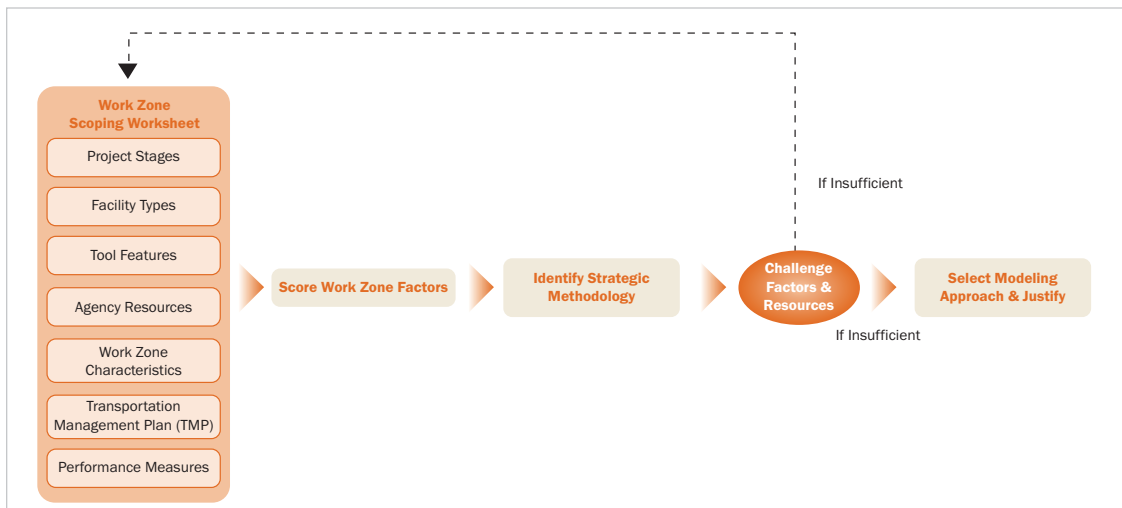 Work Zone
Scoping Worksheet
Project Stages
Facility Types
Tool Features
Agency Resources
Work Zone
Characteristics
Transportation
Management Plan (TMP)
Performance Measures
Score Work Zone Factors
Identify Strategic
Methodology
Challenge
Factors &
Resources
If Insufficient
If Insufficient
Select Modeling
Approach & Justify